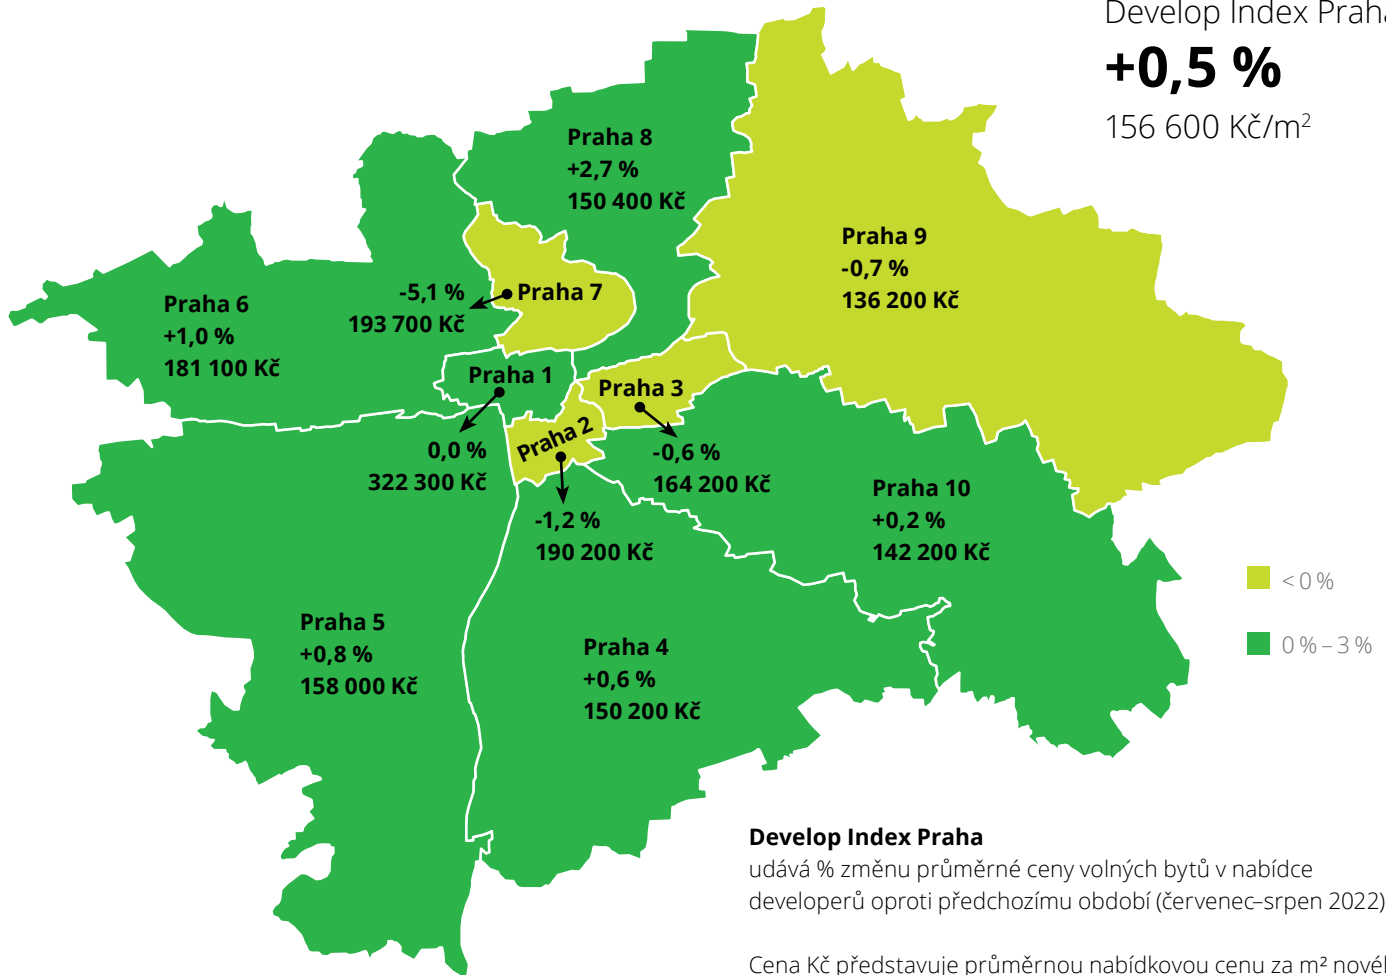 Develop Index Praha
+0,5 %
156 600 Kč/m²
Praha 8
+2,7 %
150 400 Kč
Praha 9
-0,7 %
136 200 Kč
Praha 6
+1,0 %
181 100 Kč
-5,1 %
193 700 Kč
Praha 7
Praha 1
0,0 %
322 300 Kč
Praha 3
-0,6 %
164 200 Kč
Praha 2
-1,2 %
190 200 Kč
Praha 10
+0,2 %
142 200 Kč
< 0 %
0 % – 3 %
Praha 5
+0,8 %
158 000 Kč
Praha 4
+0,6 %
150 200 Kč
Develop Index Praha
udává % změnu průměrné ceny volných bytů v nabídce
developerů oproti předchozímu období (červenec–srpen 2022)
Cena Kč představuje průměrnou nabídkovou cenu za m²